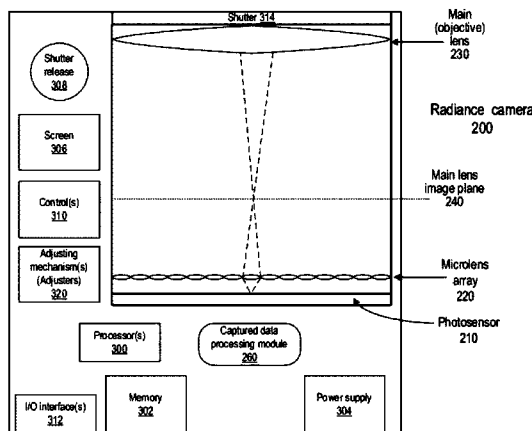 Shutter 314
Main
(objective)
lens
230
Shutter
release
308
Radiance camera
200
Screen
306
Main lens
image plane
240
Control(s)
310
Adjusting
mechanism(s)
(Adjusters)
320
Microlens
array
220
Photosensor
210
Processor(s)
300
Captured data
processing module
260
I/O interface(s)
312
Memory
302
Power supply
304